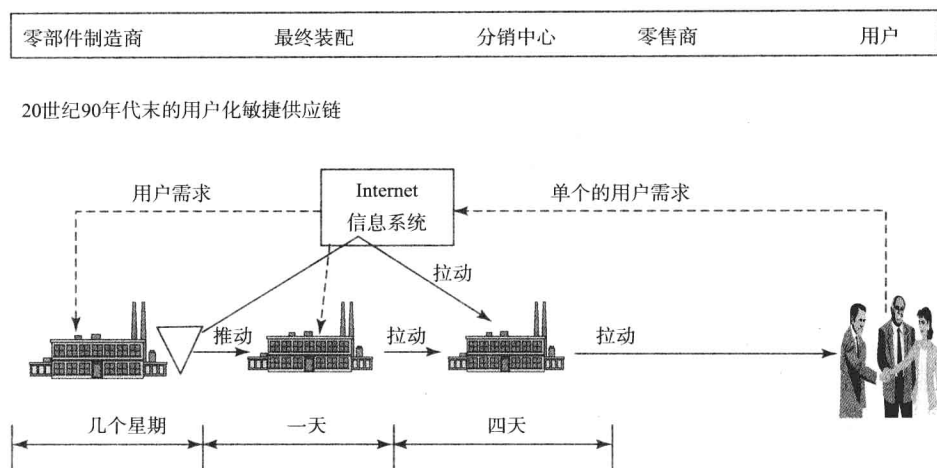 零部件制造商 最终装配 分销中心 零售商 用户
20世纪90年代末的用户化敏捷供应链
用户需求
Internet
信息系统
单个的用户需求
拉动
推动 拉动 拉动
几个星期 一天 四天